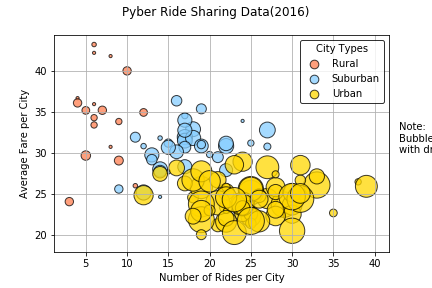 Pyber Ride Sharing Data(2016)
City Types
Rural
Suburban
Urban
Average Fare per City
40
35
30
25
20
5
10
15
20
25
30
35
40
Number of Rides per City
Note:
Bubble
with dr